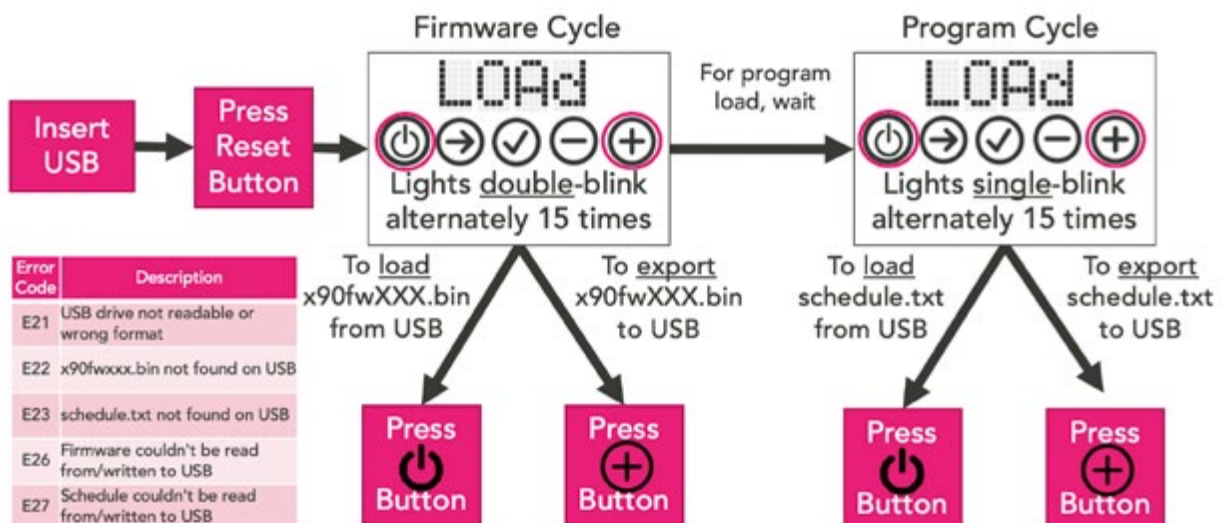 Firmware Cycle
Program Cycle
LOAd
LOAd
For program
load, wait
Insert
USB
Press
Reset
Button
Lights double-blink
alternately 15 times
Lights single-blink
alternately 15 times
To load
x90fwXXX.bin
from USB
To export
x90fwXXX.bin
to USB
To load
schedule.txt
from USB
To export
schedule.txt
to USB
Error
Code
Description
E21
USB drive not readable or
wrong format
E22
x90fwxxx.bin not found on USB
E23
schedule.txt not found on USB
E26
Firmware couldn't be read
from/written to USB
E27
Schedule couldn't be read
from/written to USB
Press
Button
Press
Button
Press
Button
Press
Button